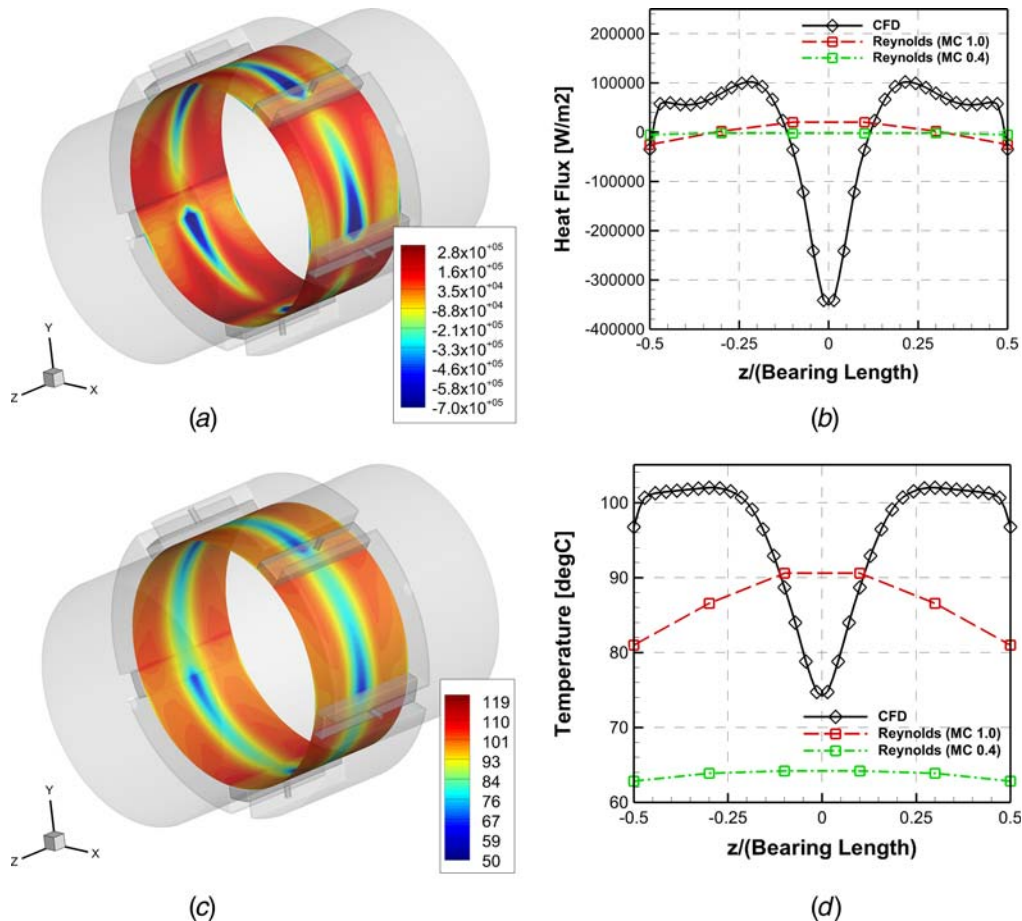 CFD
Reynolds (MC 1.0)
Reynolds (MC 0.4)
200000
100000
0
-100000
-200000
-300000
-400000
Heat Flux [W/m2]
-0.5 -0.25 0 0.25 0.5
z/(Bearing Length)
2.8x10+05
1.6x10+05
3.5x10+04
-8.8x10+04
-2.1x10+05
-3.3x10+05
-4.6x10+05
-5.8x10+05
-7.0x10+05
Y
Z X
(a)
(b)
119
110
101
93
84
76
67
59
50
Y
Z X
(c)
100
90
80
70
60
Temperature [degC]
CFD
Reynolds (MC 1.0)
Reynolds (MC 0.4)
-0.5 -0.25 0 0.25 0.5
z/(Bearing Length)
(d)